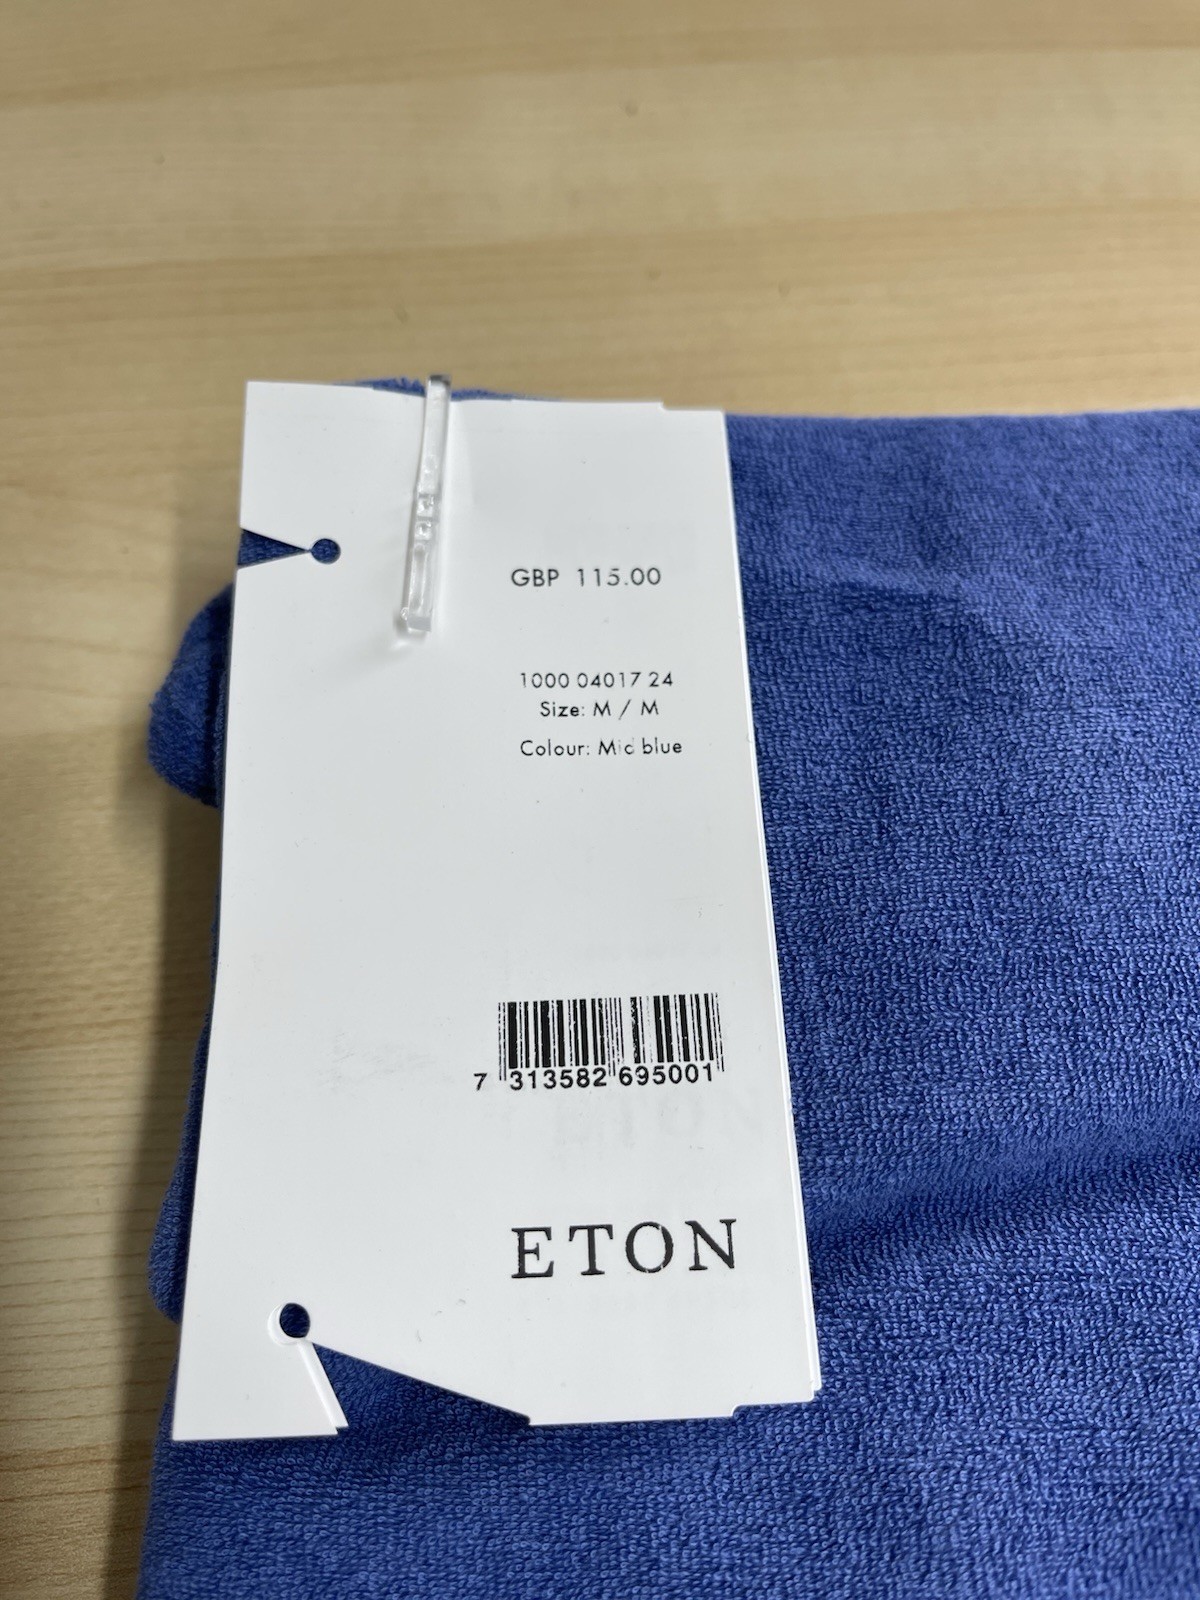 GBP 115.00
1000 04017 24
Size: M / M
Colour: Mid blue
7 313582 695001
ETON